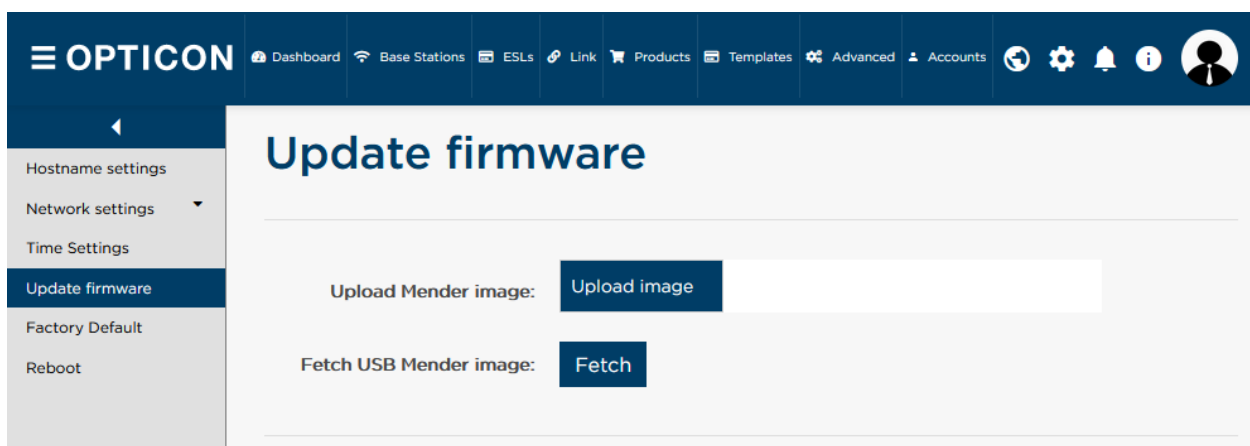 OPTICON Dashboard Base Stations ESLs Link Products Templates Advanced Accounts
Hostname settings
Network settings
Time Settings
Update firmware
Factory Default
Reboot
Update firmware
Upload Mender image: Upload image
Fetch USB Mender image: Fetch